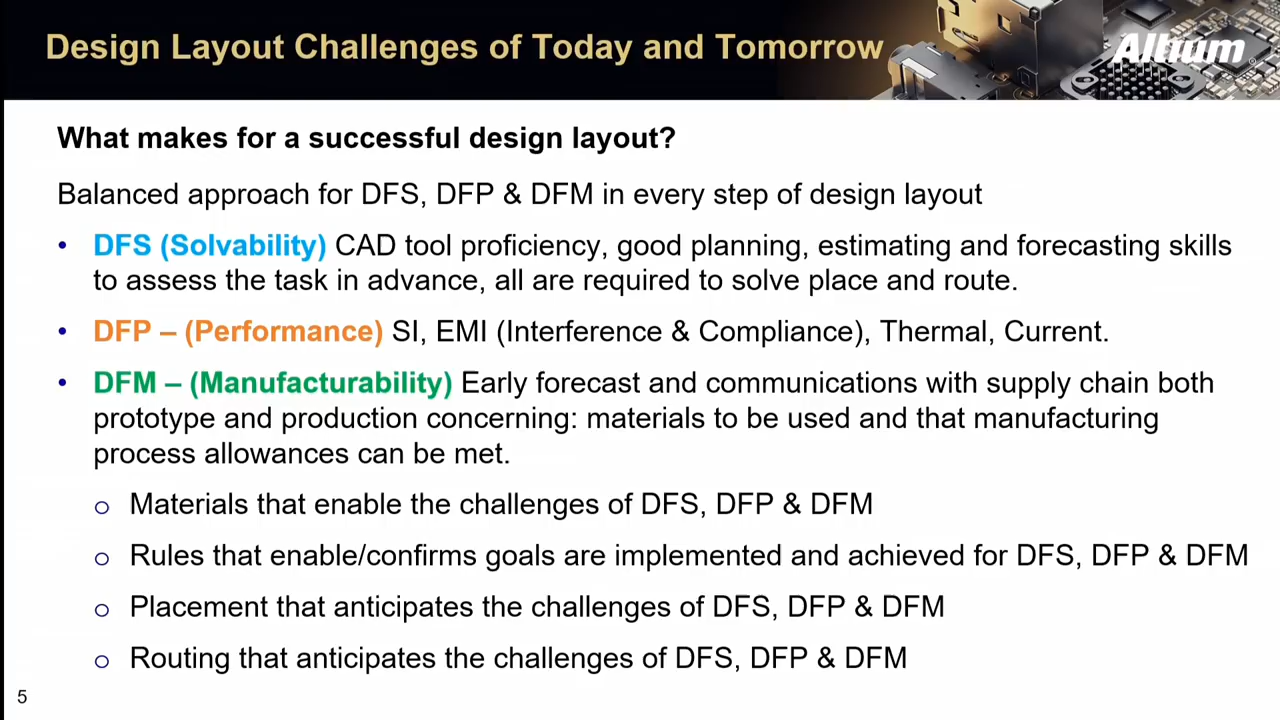 Design Layout Challenges of Today and Tomorrow
Altium®
What makes for a successful design layout?
Balanced approach for DFS, DFP & DFM in every step of design layout
• DFS (Solvability) CAD tool proficiency, good planning, estimating and forecasting skills
to assess the task in advance, all are required to solve place and route.
• DFP – (Performance) SI, EMI (Interference & Compliance), Thermal, Current.
• DFM – (Manufacturability) Early forecast and communications with supply chain both
prototype and production concerning: materials to be used and that manufacturing
process allowances can be met.
o Materials that enable the challenges of DFS, DFP & DFM
o Rules that enable/confirms goals are implemented and achieved for DFS, DFP & DFM
o Placement that anticipates the challenges of DFS, DFP & DFM
o Routing that anticipates the challenges of DFS, DFP & DFM
5